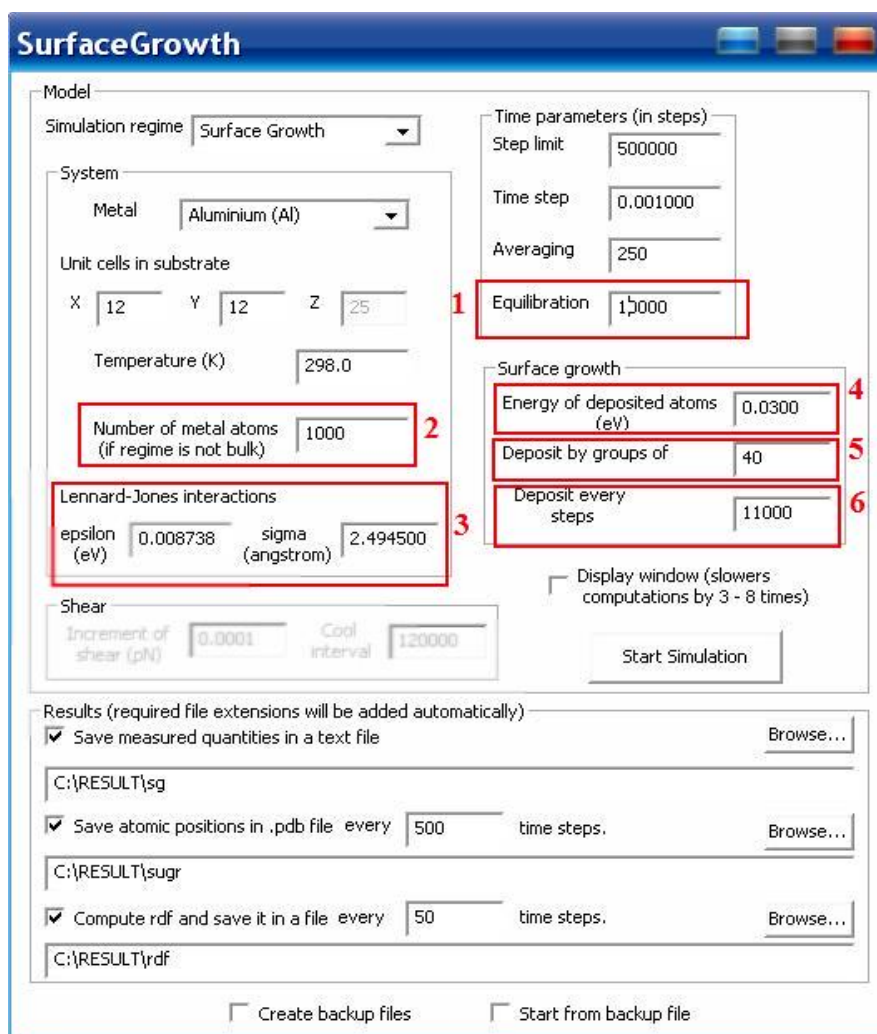 SurfaceGrowth
Model
Simulation regime Surface Growth
System
Metal Aluminium (Al)
Unit cells in substrate
X 12 Y 12 Z 25
Temperature (K) 298.0
Number of metal atoms
(if regime is not bulk) 1000 2
Lennard-Jones interactions
epsilon
(eV) 0.008738 sigma
(angstrom) 2.494500 3
Shear
Increment of
shear (pN) 0.0001 Cool
interval 120000
Time parameters (in steps)
Step limit 500000
Time step 0.001000
Averaging 250
1 Equilibration 10000
Surface growth
Energy of deposited atoms
(eV) 0.0300 4
Deposit by groups of 40 5
Deposit every
steps 11000 6
Display window (slowers
computations by 3 - 8 times)
Start Simulation
Results (required file extensions will be added automatically)
Save measured quantities in a text file Browse...
C:\RESULT\sg
Save atomic positions in .pdb file every 500 time steps. Browse...
C:\RESULT\sugr
Compute rdf and save it in a file every 50 time steps. Browse...
C:\RESULT\rdf
Create backup files Start from backup file